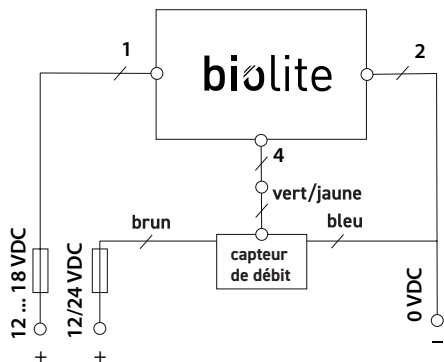 1
2
biolite
4
vert/jaune
brun
bleu
capteur
de débit
12 ... 18 VDC
12/24 VDC
0 VDC
+
+
–